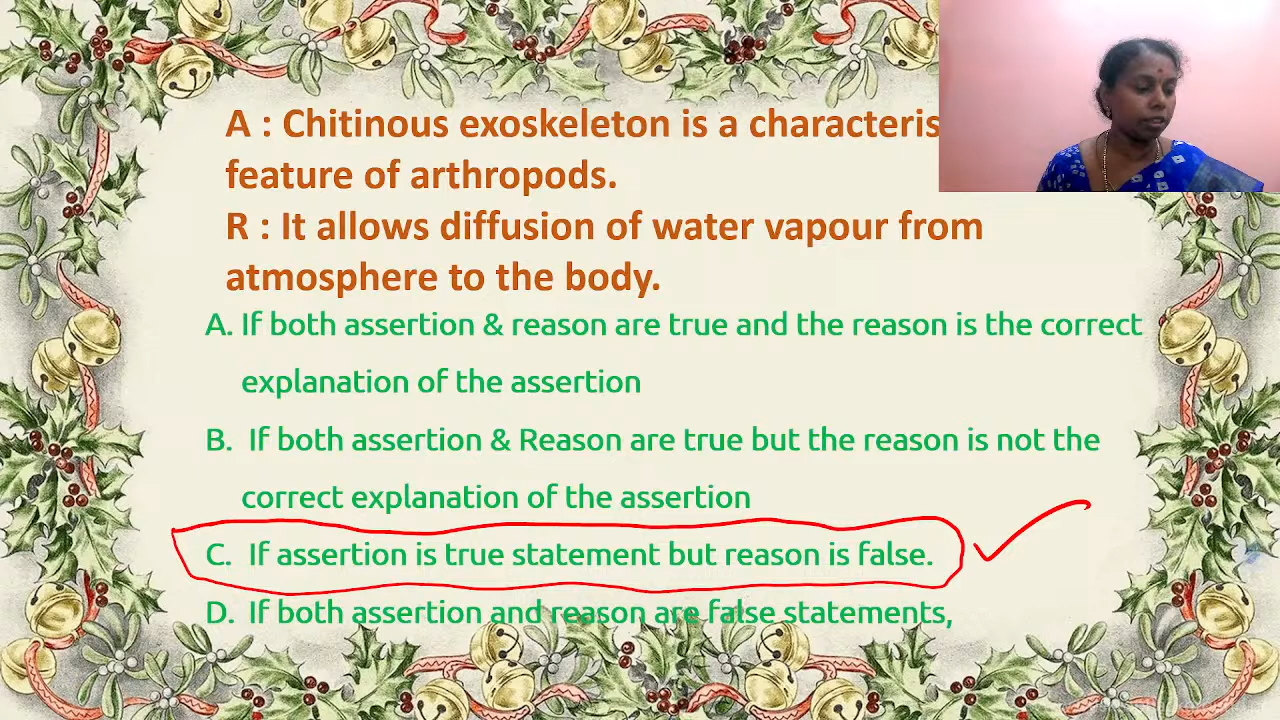 A : Chitinous exoskeleton is a
feature of arthropods.
R : It allows diffusion of water vapour from
atmosphere to the body.
A. If both assertion & reason are true and the reason is the correct
explanation of the assertion
B. If both assertion & Reason are true but the reason is not the
correct explanation of the assertion
C. If assertion is true statement but reason is false.
D. If both assertion and reason are false statements,